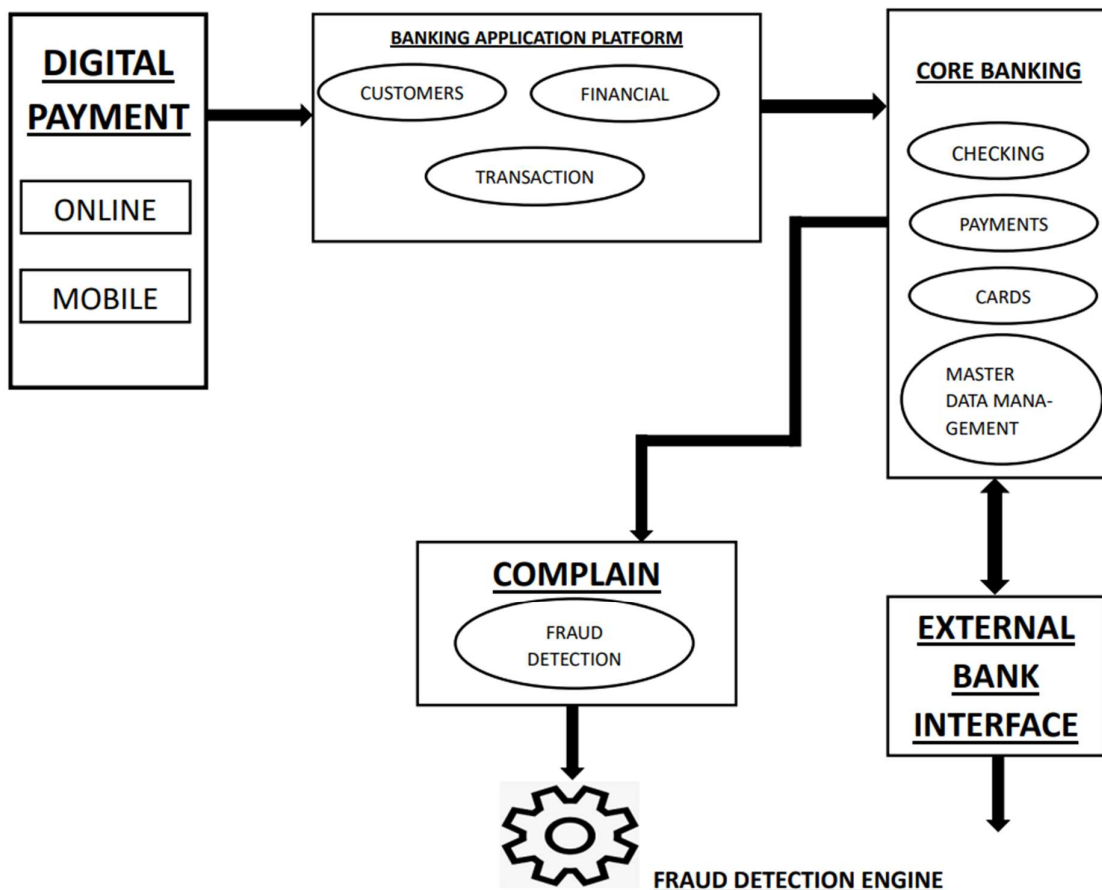 DIGITAL
PAYMENT
ONLINE
MOBILE
BANKING APPLICATION PLATFORM
CUSTOMERS
FINANCIAL
TRANSACTION
CORE BANKING
CHECKING
PAYMENTS
CARDS
MASTER
DATA MANA-
GEMENT
COMPLAIN
FRAUD
DETECTION
EXTERNAL
BANK
INTERFACE
FRAUD DETECTION ENGINE